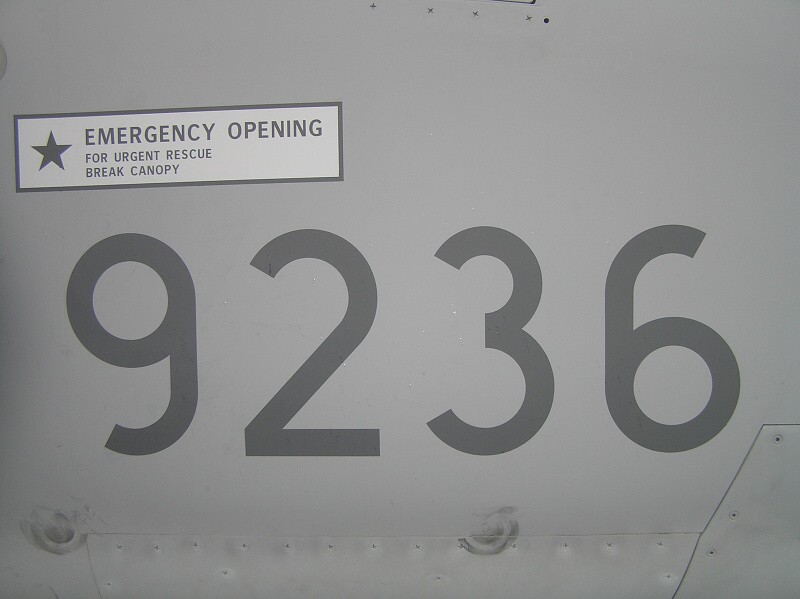 EMERGENCY OPENING
FOR URGENT RESCUE
BREAK CANOPY
9236